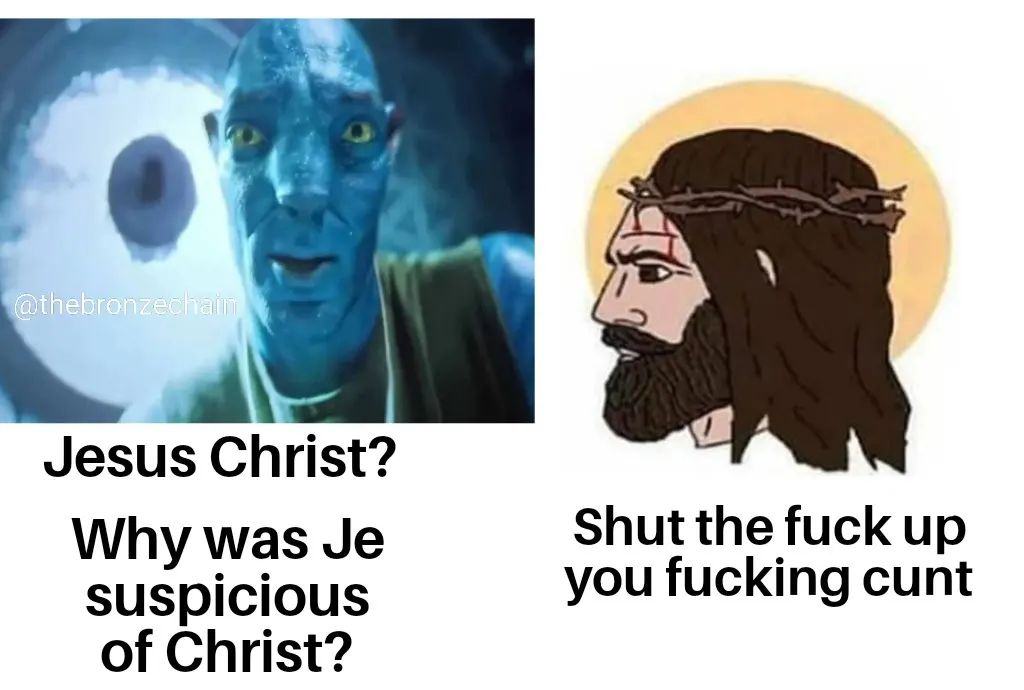 @thebronzechain
Jesus Christ?
Why was Je
suspicious
of Christ?
Shut the fuck up
you fucking cunt